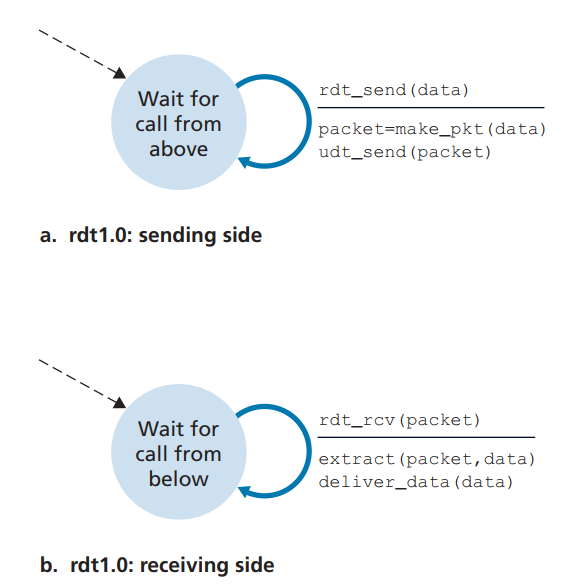 Wait for
call from
above
rdt_send(data)
packet=make_pkt(data)
udt_send(packet)
a. rdt1.0: sending side
Wait for
call from
below
rdt_rcv(packet)
extract(packet,data)
deliver_data(data)
b. rdt1.0: receiving side